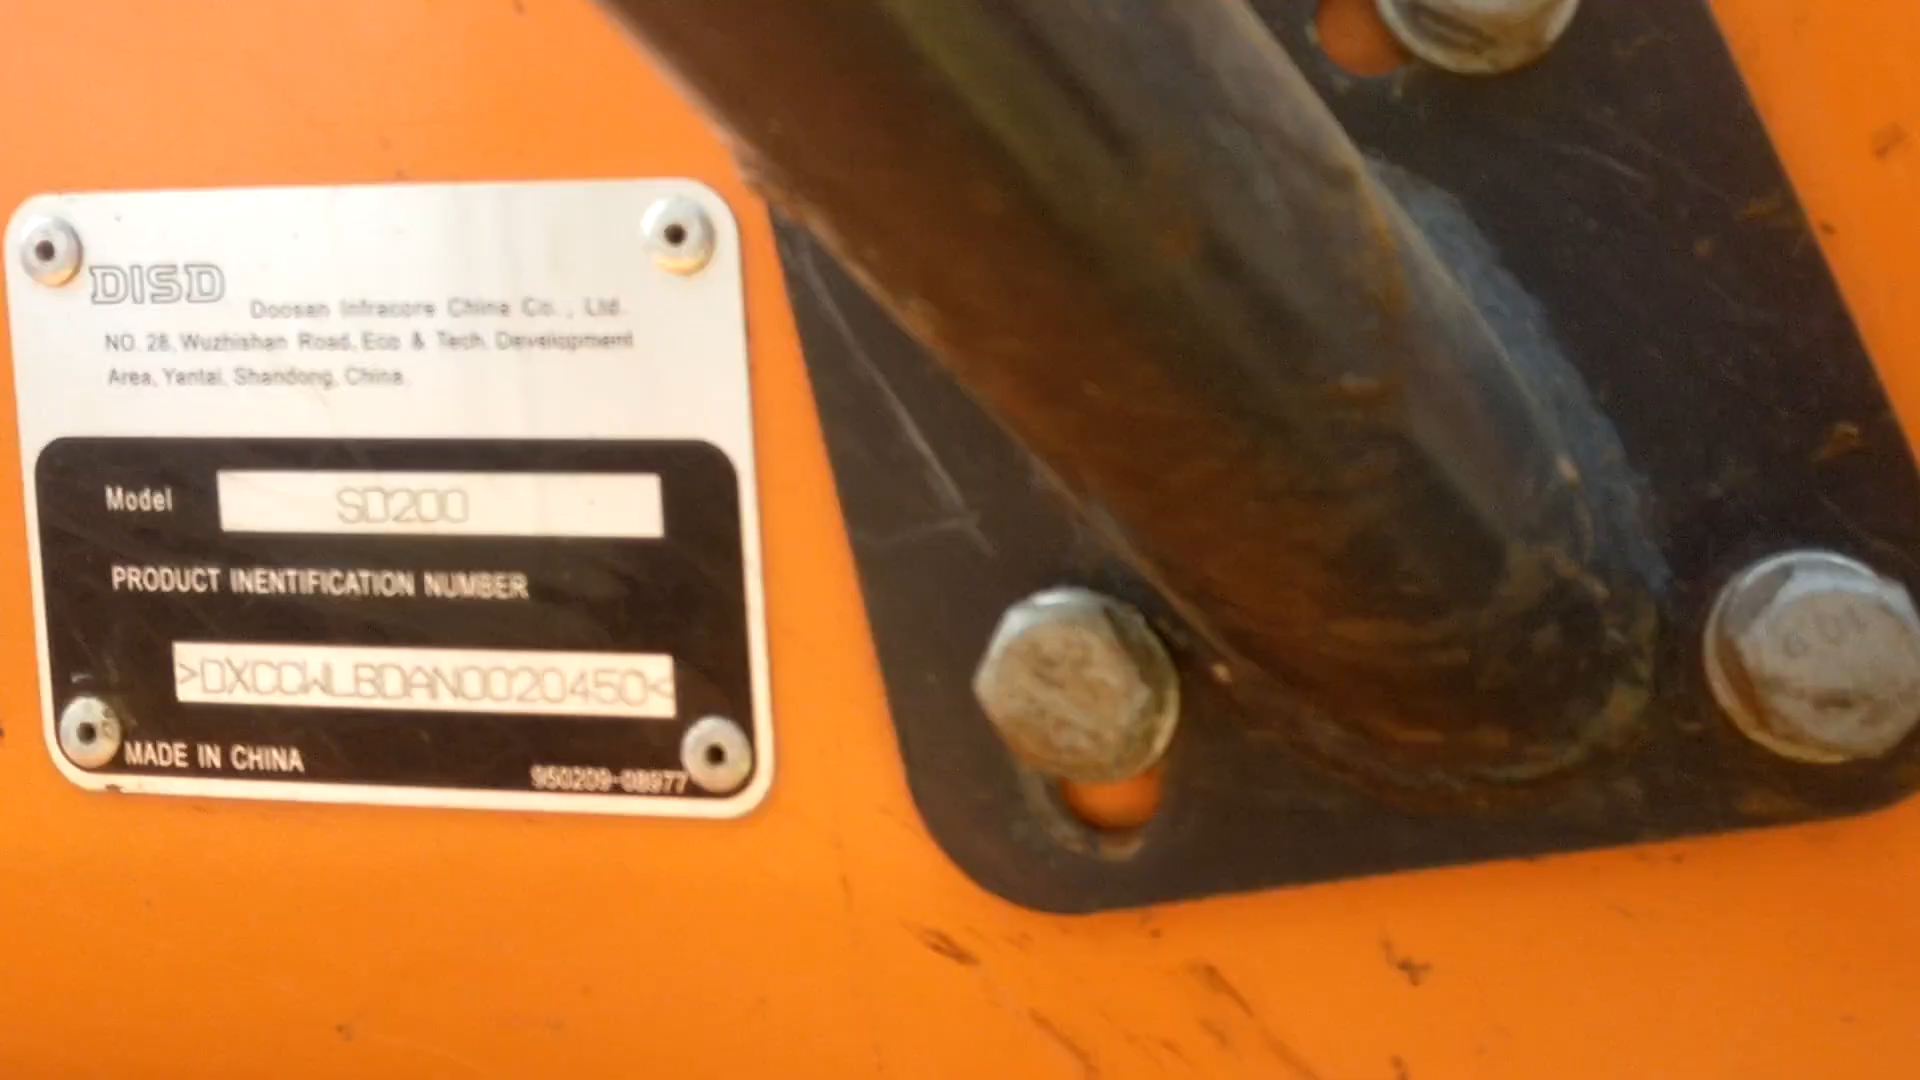 DISD
Doosan Infracore China Co., Ltd.
NO. 28, Wuzhishan Road, Eco & Tech. Development
Area, Yantai, Shandong, China.
Model SD200
PRODUCT INENTIFICATION NUMBER
>DXCCWLBDAN0020450<
MADE IN CHINA
950209-08977